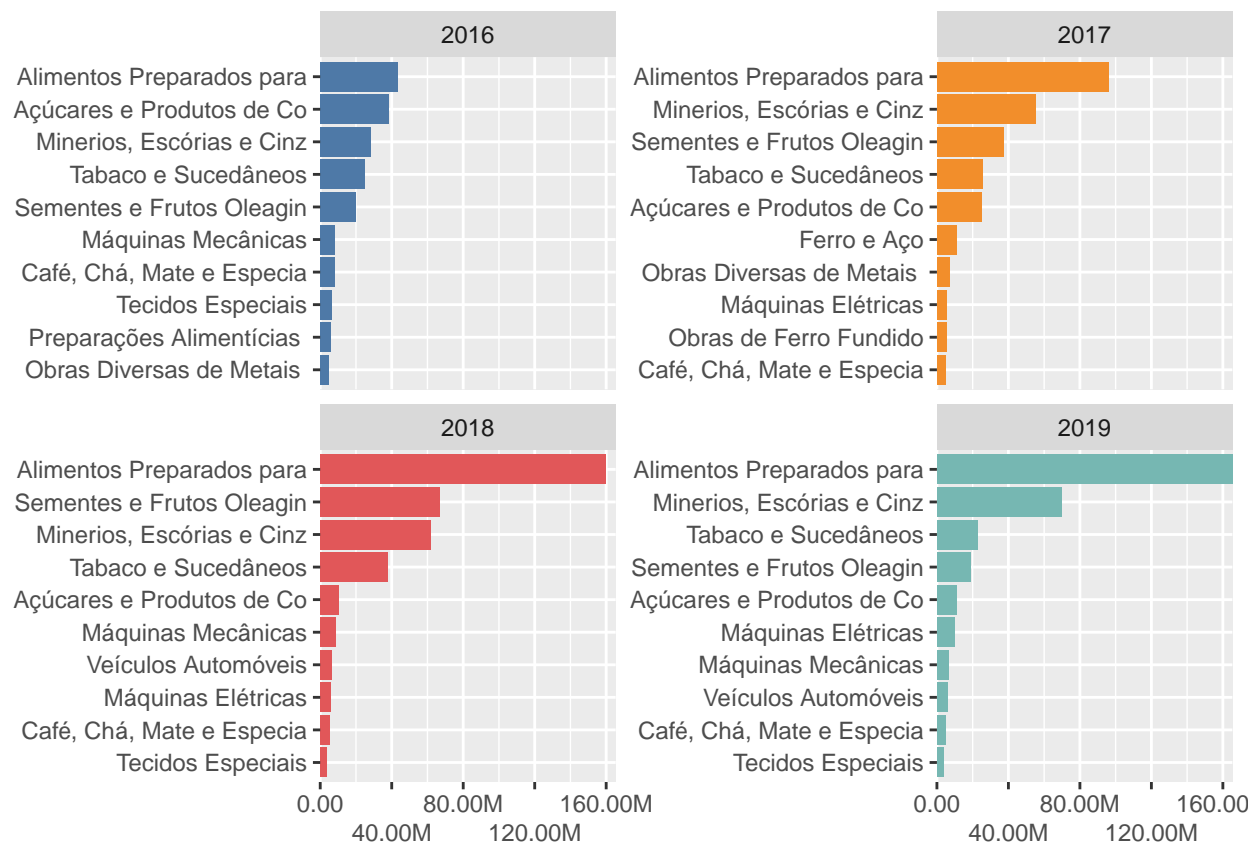 2016
Alimentos Preparados para
Açúcares e Produtos de Co
Minerios, Escórias e Cinz
Tabaco e Sucedâneos
Sementes e Frutos Oleagin
Máquinas Mecânicas
Café, Chá, Mate e Especia
Tecidos Especiais
Preparações Alimentícias
Obras Diversas de Metais
2017
Alimentos Preparados para
Minerios, Escórias e Cinz
Sementes e Frutos Oleagin
Tabaco e Sucedâneos
Açúcares e Produtos de Co
Ferro e Aço
Obras Diversas de Metais
Máquinas Elétricas
Obras de Ferro Fundido
Café, Chá, Mate e Especia
2018
Alimentos Preparados para
Sementes e Frutos Oleagin
Minerios, Escórias e Cinz
Tabaco e Sucedâneos
Açúcares e Produtos de Co
Máquinas Mecânicas
Veículos Automóveis
Máquinas Elétricas
Café, Chá, Mate e Especia
Tecidos Especiais
0.00 80.00M 160.00M
40.00M 120.00M
2019
Alimentos Preparados para
Minerios, Escórias e Cinz
Tabaco e Sucedâneos
Sementes e Frutos Oleagin
Açúcares e Produtos de Co
Máquinas Elétricas
Máquinas Mecânicas
Veículos Automóveis
Café, Chá, Mate e Especia
Tecidos Especiais
0.00 80.00M 160.00
40.00M 120.00M